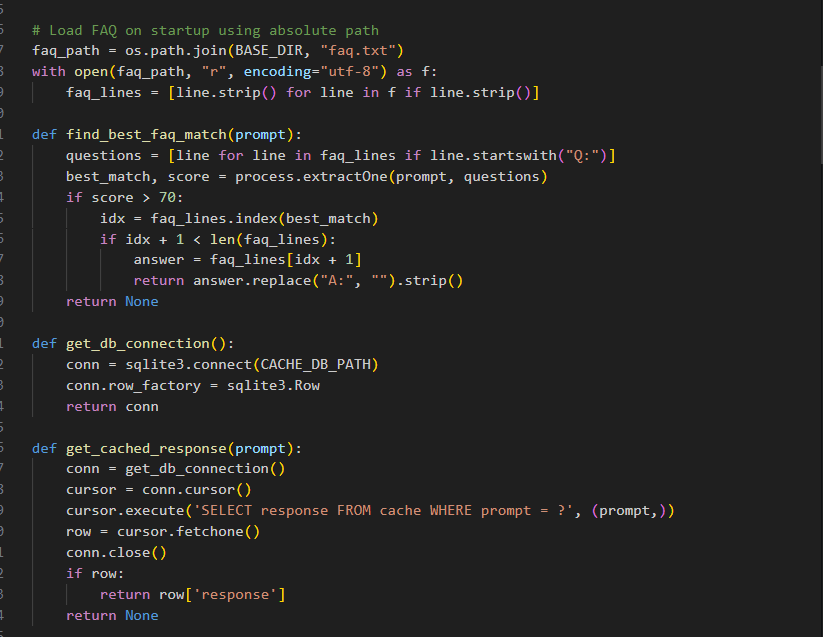 # Load FAQ on startup using absolute path
faq_path = os.path.join(BASE_DIR, "faq.txt")
with open(faq_path, "r", encoding="utf-8") as f:
    faq_lines = [line.strip() for line in f if line.strip()]

def find_best_faq_match(prompt):
    questions = [line for line in faq_lines if line.startswith("Q:")]
    best_match, score = process.extractOne(prompt, questions)
    if score > 70:
        idx = faq_lines.index(best_match)
        if idx + 1 < len(faq_lines):
            answer = faq_lines[idx + 1]
            return answer.replace("A:", "").strip()
    return None

def get_db_connection():
    conn = sqlite3.connect(CACHE_DB_PATH)
    conn.row_factory = sqlite3.Row
    return conn

def get_cached_response(prompt):
    conn = get_db_connection()
    cursor = conn.cursor()
    cursor.execute('SELECT response FROM cache WHERE prompt = ?', (prompt,))
    row = cursor.fetchone()
    conn.close()
    if row:
        return row['response']
    return None